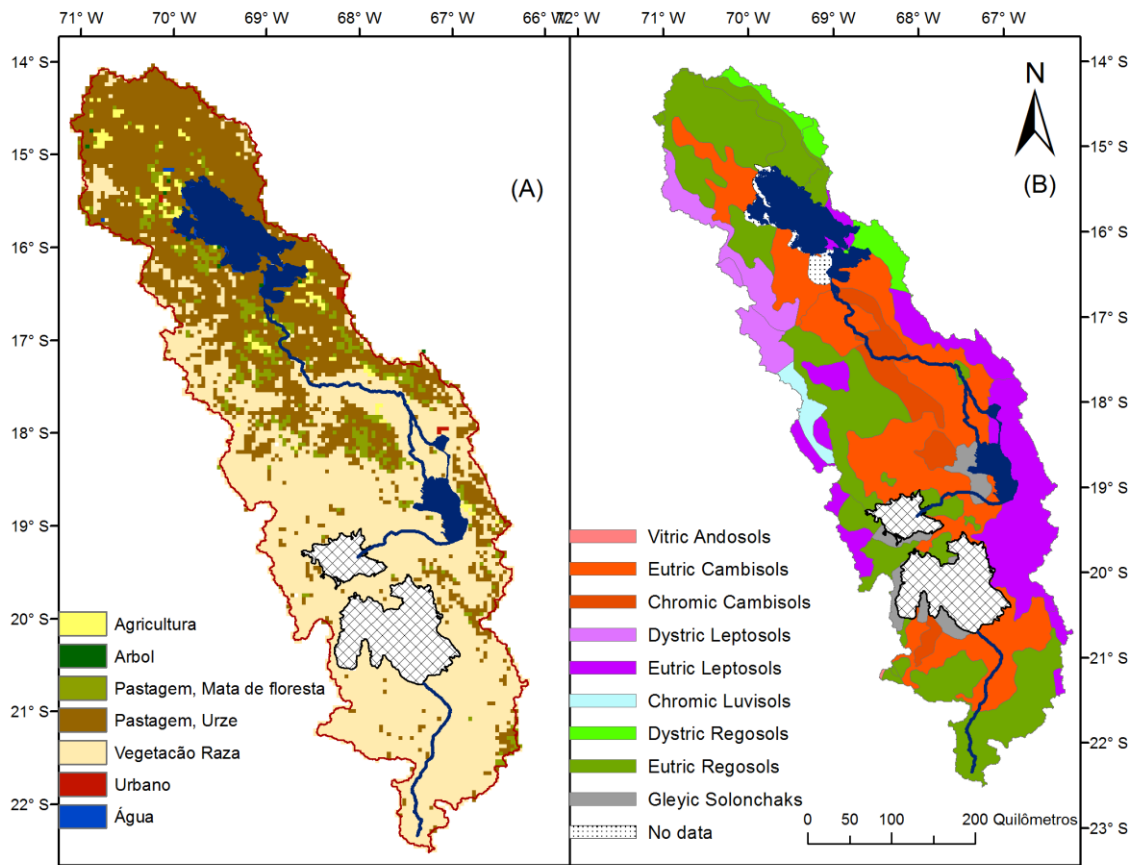 71° W 70° W 69° W 68° W 67° W 66° W
72° W 71° W 70° W 69° W 68° W 67° W
14° S
15° S
16° S
17° S
18° S
19° S
20° S
21° S
22° S
(A)
Agricultura
Arbol
Pastagem, Mata de floresta
Pastagem, Urze
Vegetacão Raza
Urbano
Água
N
(B)
14° S
15° S
16° S
17° S
18° S
19° S
20° S
21° S
22° S
23° S
Vitric Andosols
Eutric Cambisols
Chromic Cambisols
Dystric Leptosols
Eutric Leptosols
Chromic Luvisols
Dystric Regosols
Eutric Regosols
Gleyic Solonchaks
No data
0 50 100 200 Quilômetros